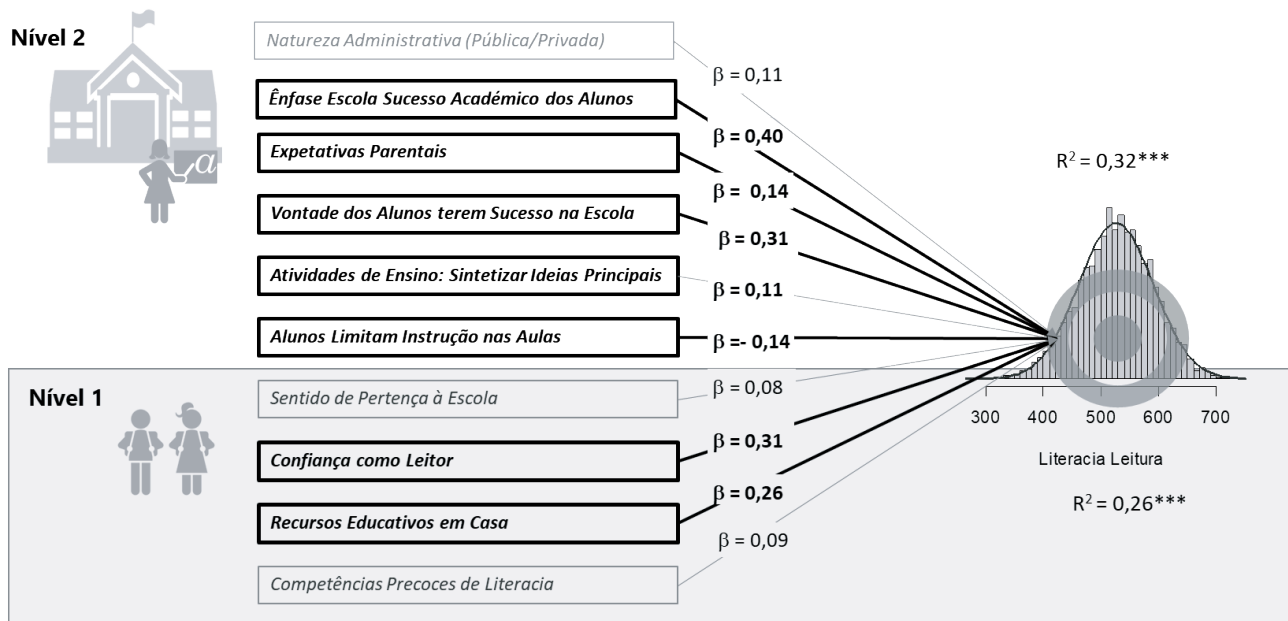 Nível 2
Natureza Administrativa (Pública/Privada)
β = 0,11
Ênfase Escola Sucesso Académico dos Alunos
β = 0,40
Expetativas Parentais
β = 0,14
Vontade dos Alunos terem Sucesso na Escola
β = 0,31
Atividades de Ensino: Sintetizar Ideias Principais
β = 0,11
Alunos Limitam Instrução nas Aulas
β =- 0,14
a
R² = 0,32***
Nível 1
Sentido de Pertença à Escola
β = 0,08
Confiança como Leitor
β = 0,31
Recursos Educativos em Casa
β = 0,26
Competências Precoces de Literacia
β = 0,09
300 400 500 600 700
Literacia Leitura
R² = 0,26***